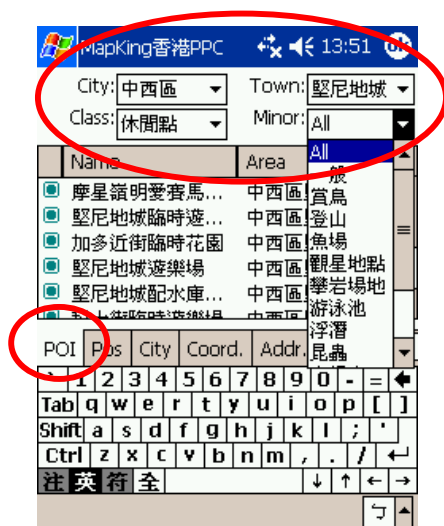 MapKing香港PPC 13:51 ok
City: 中西區 Town: 堅尼地城
Class: 休閒點 Minor: All
Name Area
All
一般
賞鳥
登山
魚場
觀星地點
攀岩場地
游泳池
浮潛
昆蟲
摩星嶺明愛賽馬... 中西區
堅尼地城臨時遊... 中西區
加多近街臨時花園 中西區
堅尼地城遊樂場 中西區
堅尼地城配水庫... 中西區
POI Pos City Coord. Addr.
1 2 3 4 5 6 7 8 9 0 - = 
Tab q w e r t y u i o p [ ]
Shift a s d f g h j k l ; '
Ctrl z x c v b n m , . / ↵
注 英 符 全 ↓ ↑ ← →
ㄅ